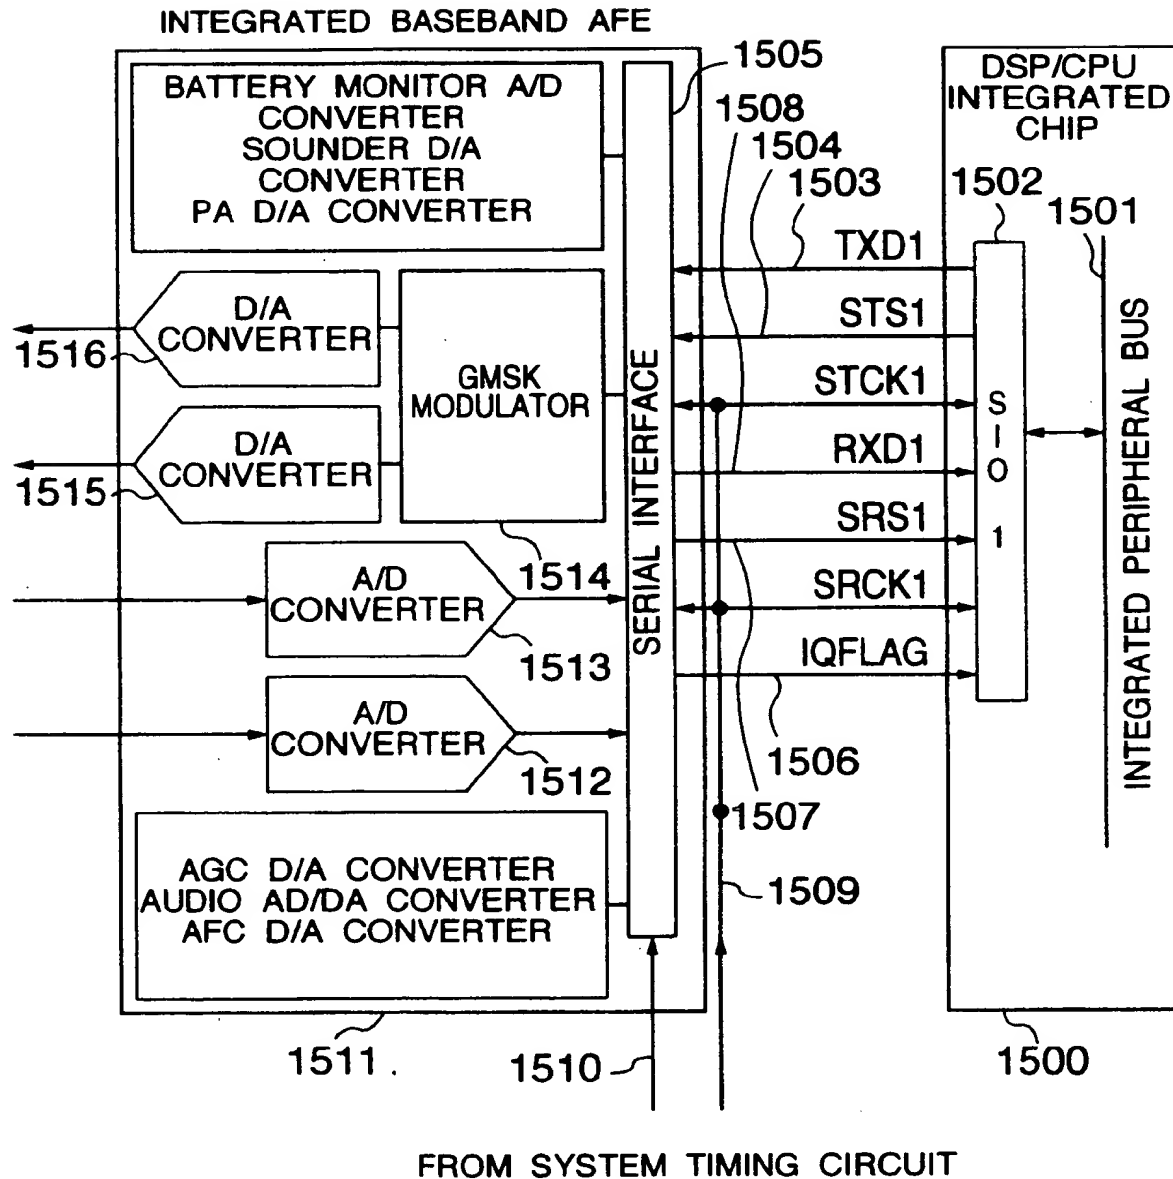 INTEGRATED BASEBAND AFE
BATTERY MONITOR A/D
CONVERTER
SOUNDER D/A
CONVERTER
PA D/A CONVERTER
D/A
CONVERTER
1516
D/A
CONVERTER
1515
GMSK
MODULATOR
1514
A/D
CONVERTER
1513
A/D
CONVERTER
1512
AGC D/A CONVERTER
AUDIO AD/DA CONVERTER
AFC D/A CONVERTER
1511
SERIAL INTERFACE
1505
1508
1504
1503
TXD1
STS1
STCK1
RXD1
SRS1
SRCK1
IQFLAG
1506
1507
1509
1510
DSP/CPU
INTEGRATED
CHIP
1502
1501
S
I
O
1
INTEGRATED PERIPHERAL BUS
1500
FROM SYSTEM TIMING CIRCUIT